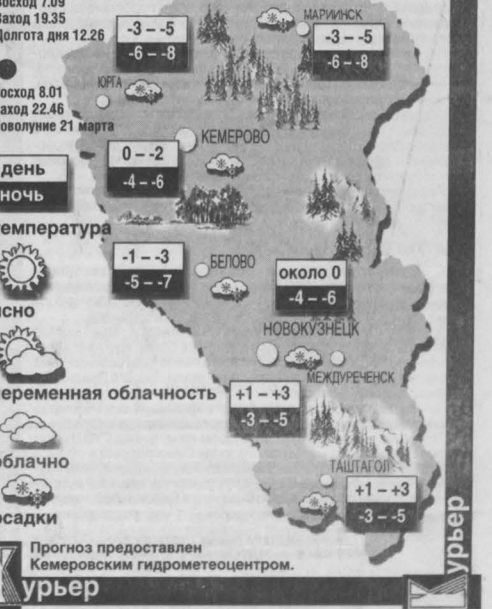 Восход 7.09
Заход 19.35
Долгота дня 12.26
восход 8.01
заход 22.46
новолуние 21 марта
день
ночь
температура
ясно
переменная облачность
облачно
осадки
-3 – -5
-6 – -8
МАРИИНСК
-3 – -5
-6 – -8
ЮРГА
КЕМЕРОВО
0 – -2
-4 – -6
-1 – -3
-5 – -7
БЕЛОВО
около 0
-4 – -6
НОВОКУЗНЕЦК
МЕЖДУРЕЧЕНСК
+1 – +3
-3 – -5
ТАШТАГОЛ
+1 – +3
-3 – -5
Прогноз предоставлен
Кемеровским гидрометеоцентром.
Курьер
урьер